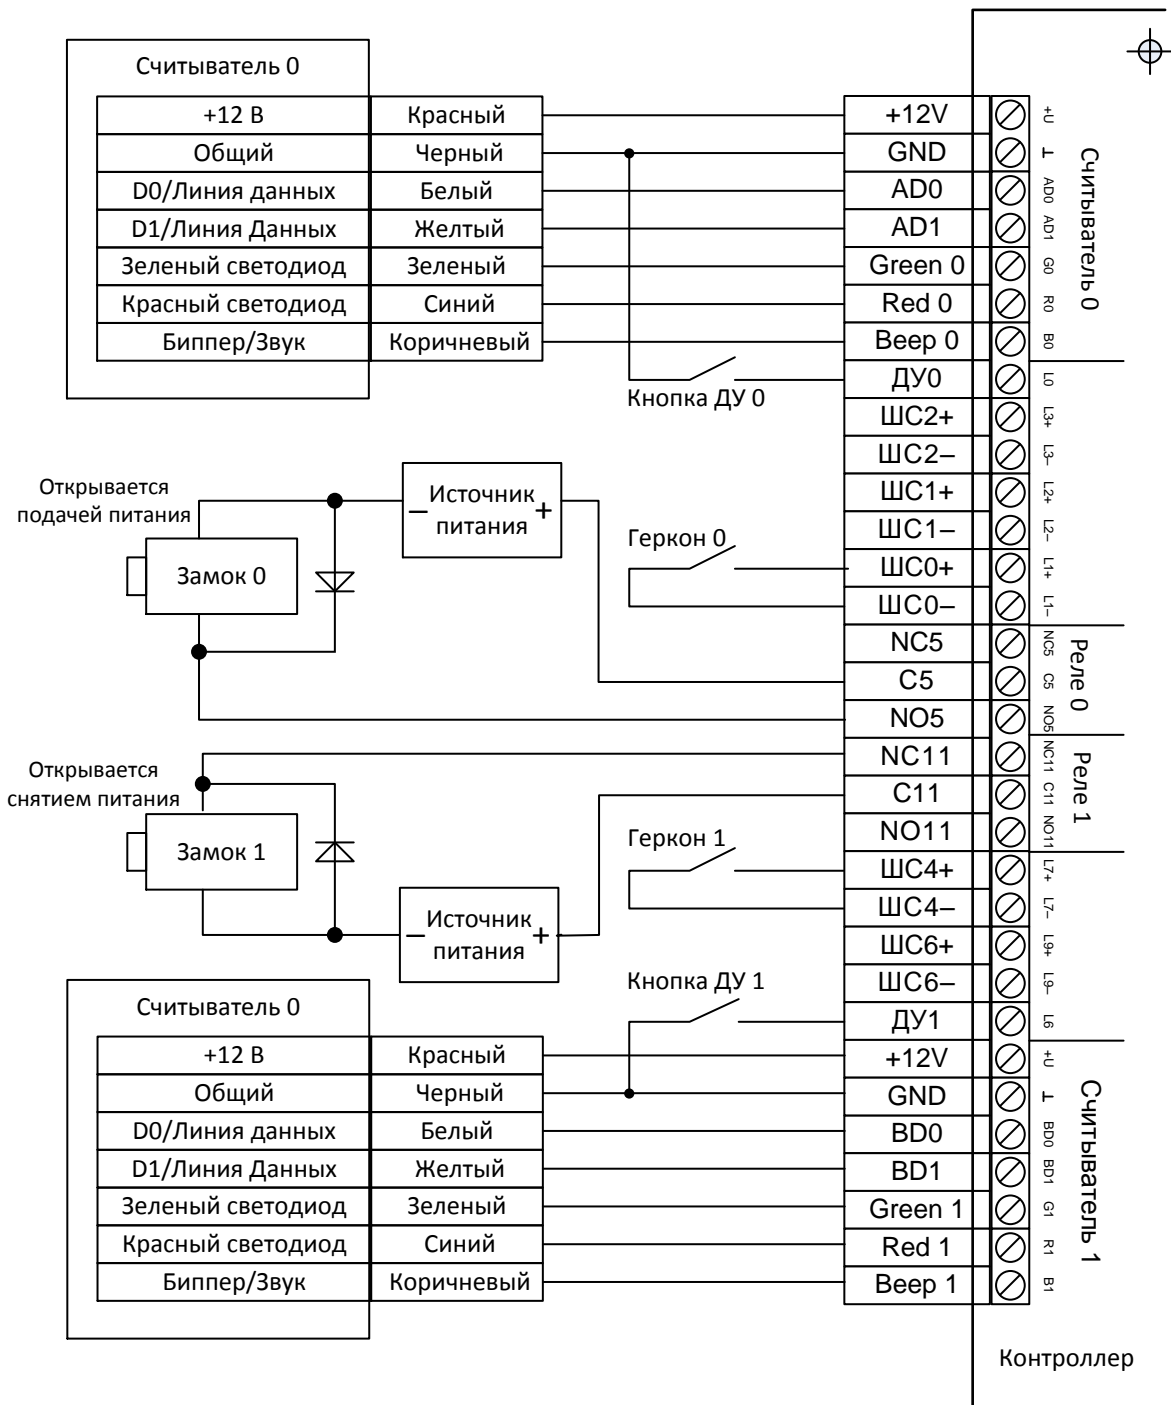 Считыватель 0
+12 В Красный
Общий Черный
D0/Линия данных Белый
D1/Линия Данных Желтый
Зеленый светодиод Зеленый
Красный светодиод Синий
Биппер/Звук Коричневый
Кнопка ДУ 0
Открывается
подачей питания
Замок 0
– Источник +
питания
Геркон 0
Открывается
снятием питания
Замок 1
– Источник +
питания
Геркон 1
Кнопка ДУ 1
Считыватель 0
+12 В Красный
Общий Черный
D0/Линия данных Белый
D1/Линия Данных Желтый
Зеленый светодиод Зеленый
Красный светодиод Синий
Биппер/Звук Коричневый
+12V +U
GND ⊥
AD0 AD0
AD1 AD1
Green 0 G0
Red 0 R0
Beep 0 B0
Считыватель 0
ДУ0 L0
ШС2+ L3+
ШС2– L3–
ШС1+ L2+
ШС1– L2–
ШС0+ L1+
ШС0– L1–
NC5 NC5
C5 C5
NO5 NO5
Реле 0
NC11 NC11
C11 C11
NO11 NO11
Реле 1
ШС4+ L7+
ШС4– L7–
ШС6+ L9+
ШС6– L9–
ДУ1 L6
+12V +U
GND ⊥
BD0 BD0
BD1 BD1
Green 1 G1
Red 1 R1
Beep 1 B1
Считыватель 1
Контроллер